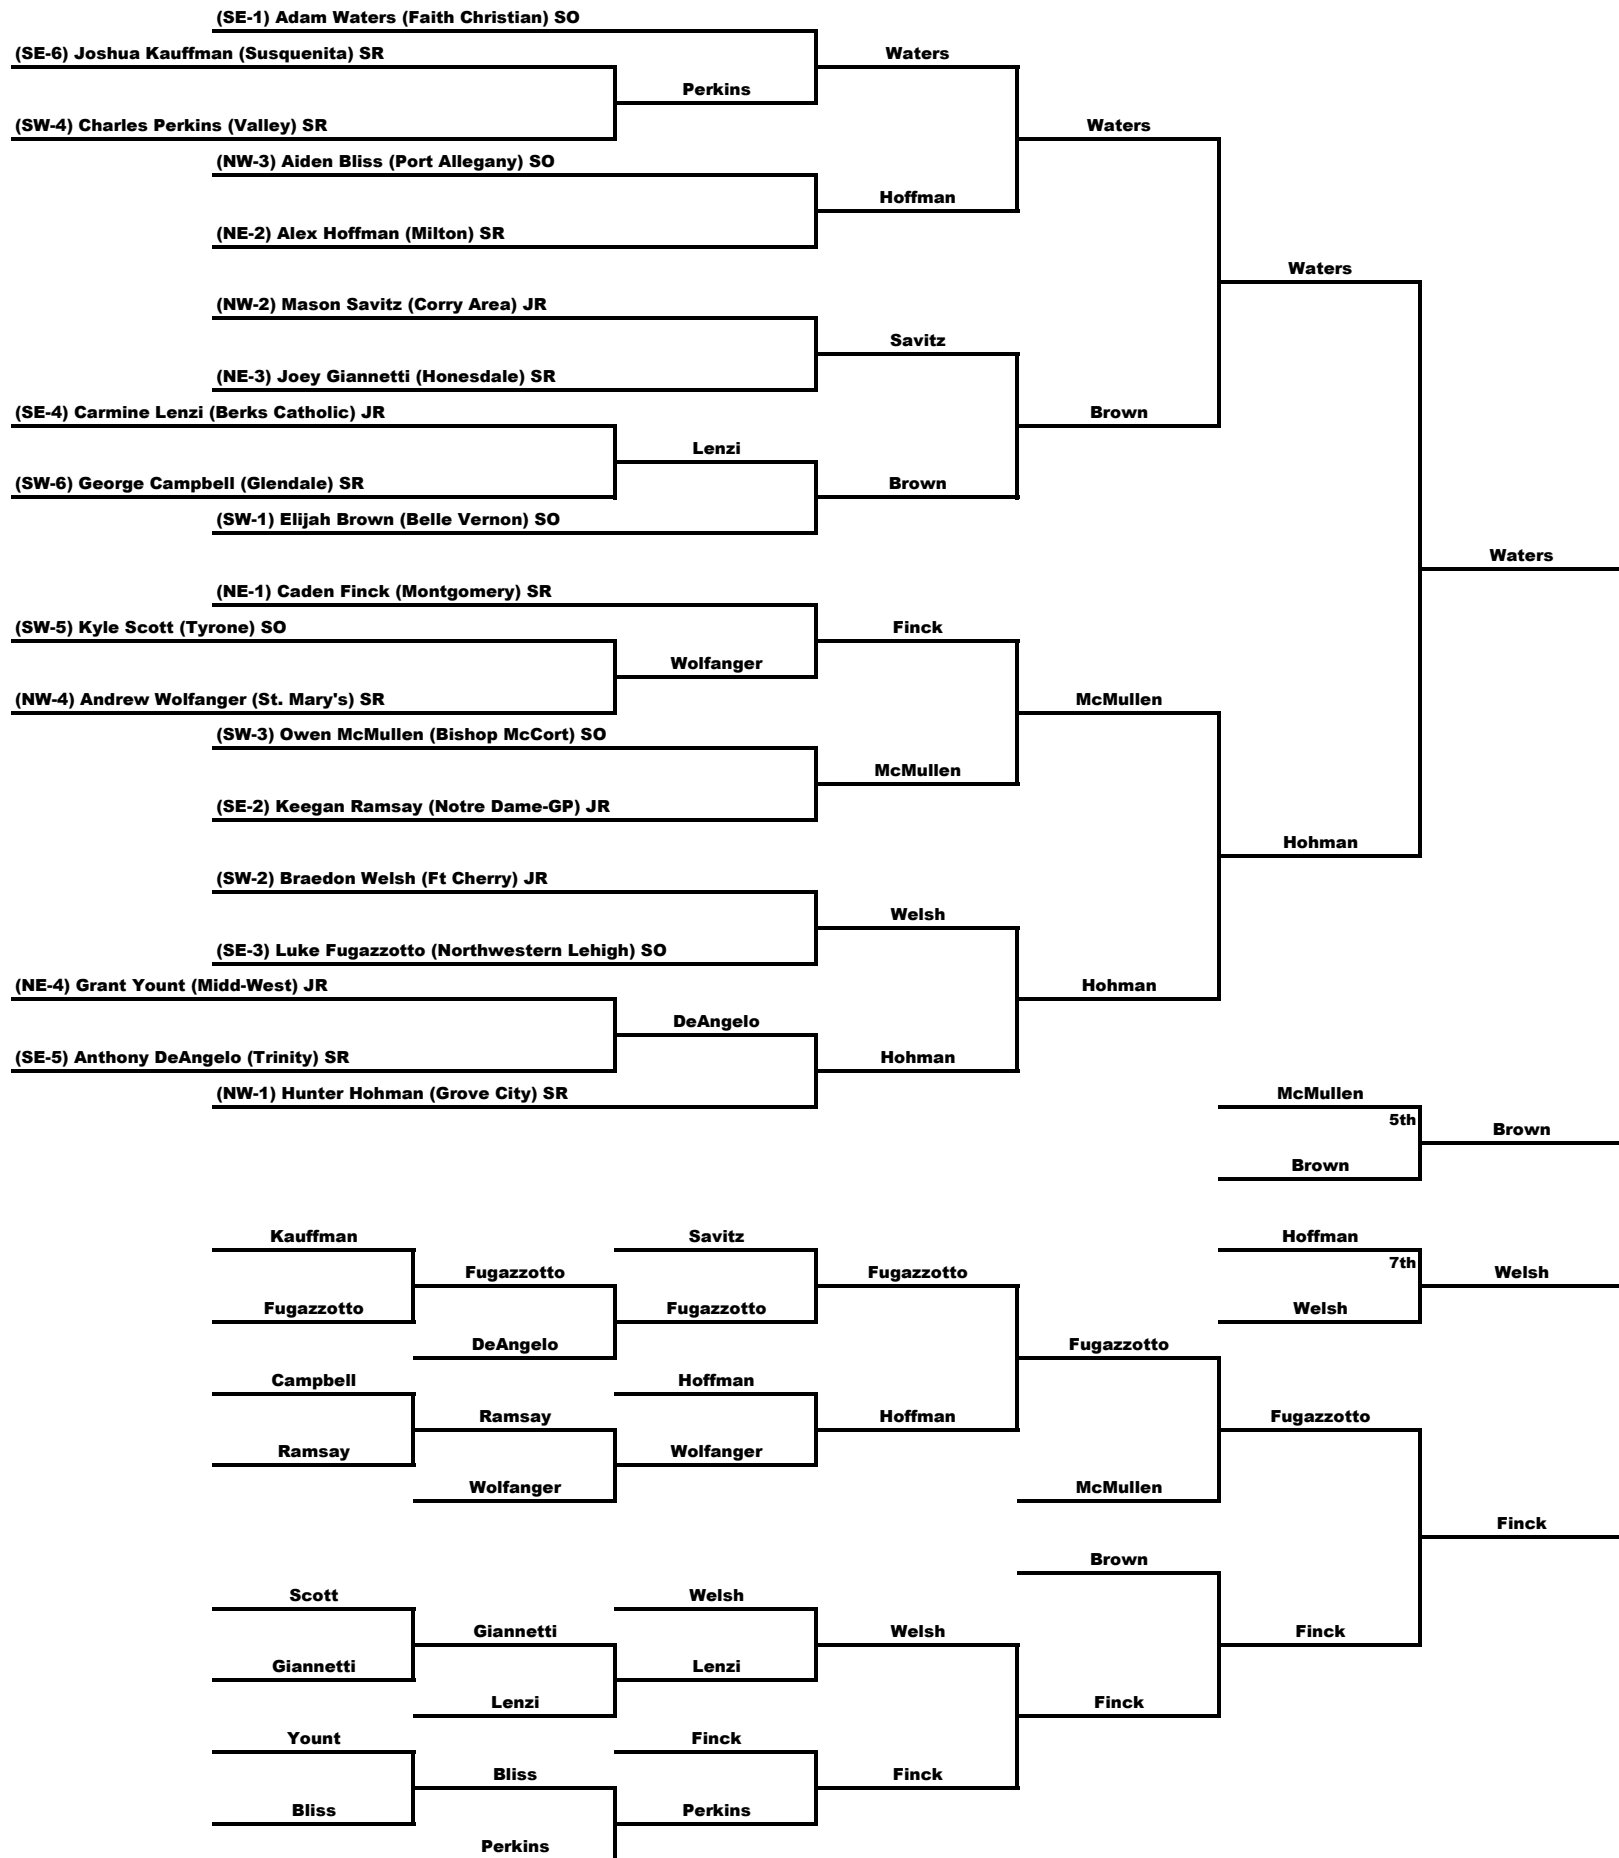 (SE-1) Adam Waters (Faith Christian) SO
(SE-6) Joshua Kauffman (Susquenita) SR
Waters
Perkins
(SW-4) Charles Perkins (Valley) SR
Waters
(NW-3) Aiden Bliss (Port Allegany) SO
Hoffman
(NE-2) Alex Hoffman (Milton) SR
Waters
(NW-2) Mason Savitz (Corry Area) JR
Savitz
(NE-3) Joey Giannetti (Honesdale) SR
(SE-4) Carmine Lenzi (Berks Catholic) JR
Brown
Lenzi
(SW-6) George Campbell (Glendale) SR
Brown
(SW-1) Elijah Brown (Belle Vernon) SO
Waters
(NE-1) Caden Finck (Montgomery) SR
(SW-5) Kyle Scott (Tyrone) SO
Finck
Wolfanger
(NW-4) Andrew Wolfanger (St. Mary's) SR
McMullen
(SW-3) Owen McMullen (Bishop McCort) SO
McMullen
(SE-2) Keegan Ramsay (Notre Dame-GP) JR
Hohman
(SW-2) Braedon Welsh (Ft Cherry) JR
Welsh
(SE-3) Luke Fugazzotto (Northwestern Lehigh) SO
(NE-4) Grant Yount (Midd-West) JR
Hohman
DeAngelo
(SE-5) Anthony DeAngelo (Trinity) SR
Hohman
(NW-1) Hunter Hohman (Grove City) SR
McMullen
5th
Brown
Brown
Kauffman
Savitz
Hoffman
7th
Fugazzotto
Fugazzotto
Welsh
Fugazzotto
Fugazzotto
Welsh
DeAngelo
Fugazzotto
Campbell
Hoffman
Ramsay
Hoffman
Fugazzotto
Ramsay
Wolfanger
Wolfanger
McMullen
Finck
Brown
Scott
Welsh
Giannetti
Welsh
Finck
Giannetti
Lenzi
Lenzi
Finck
Yount
Finck
Bliss
Finck
Bliss
Perkins
Perkins